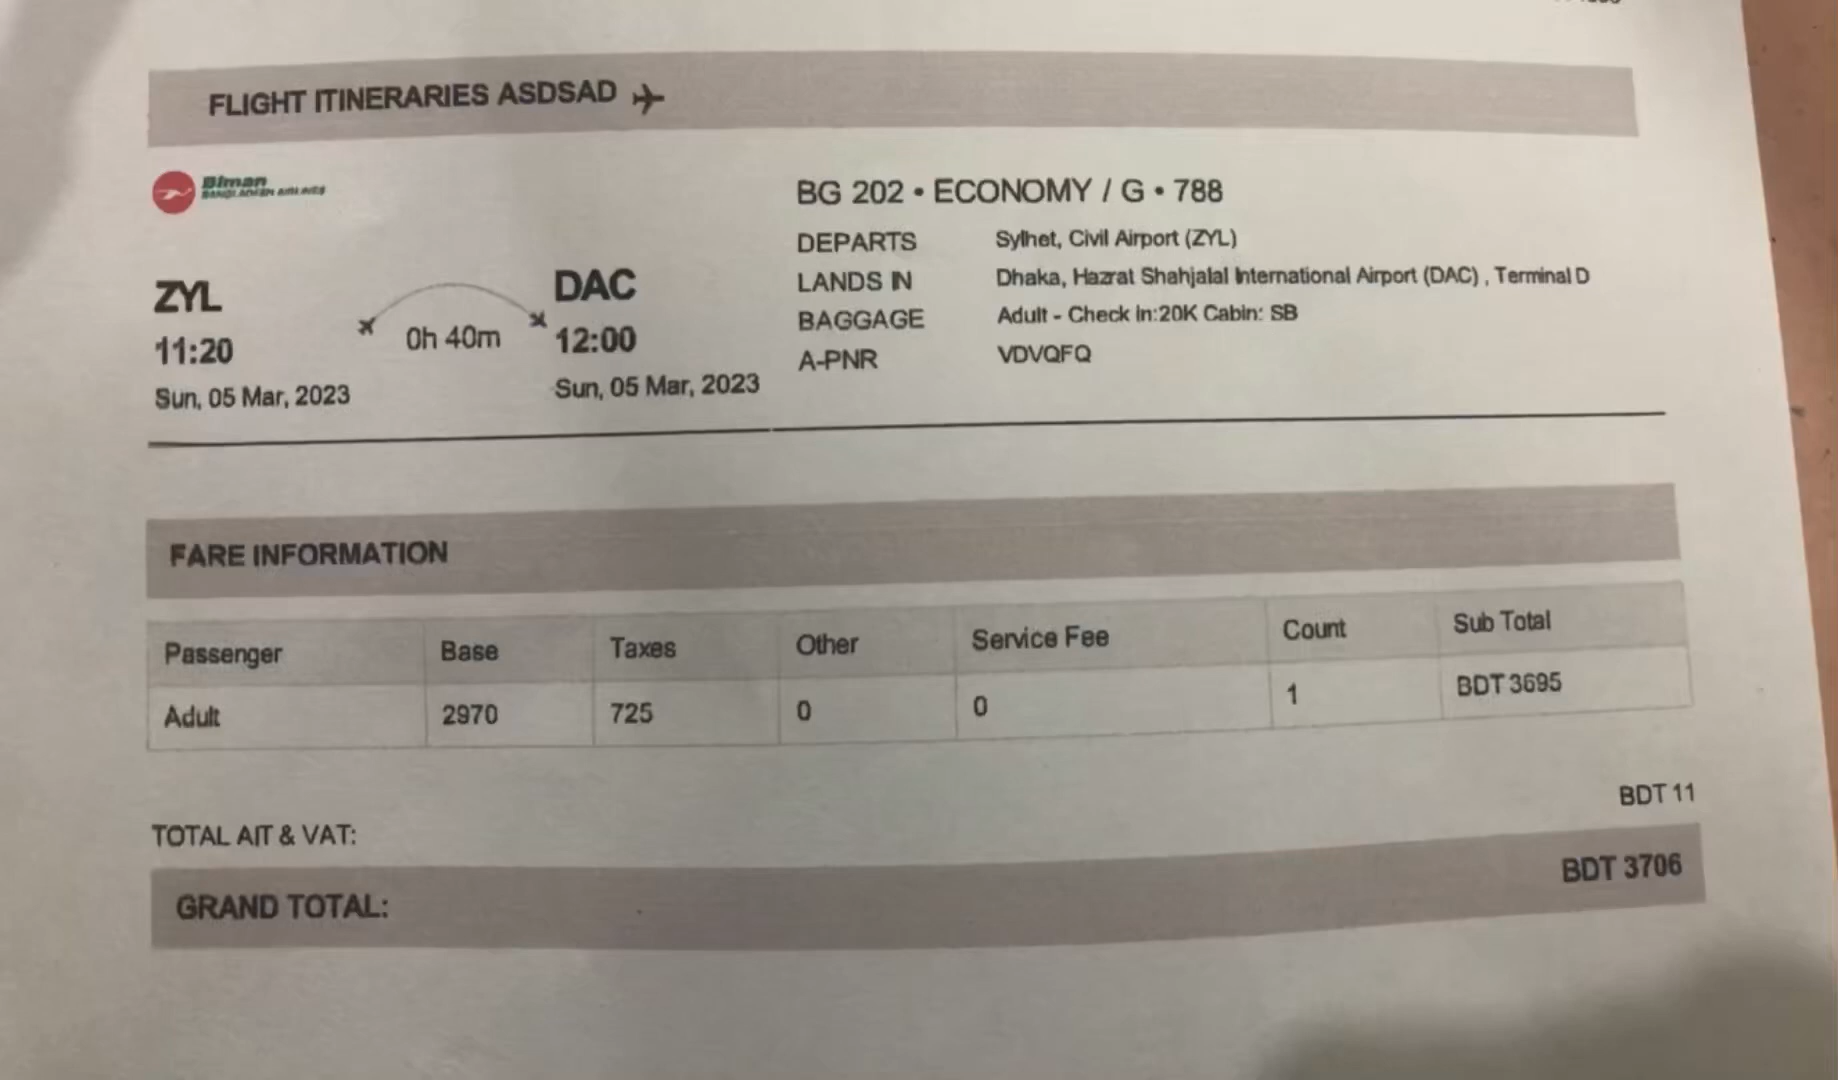 FLIGHT ITINERARIES ASDSAD
Biman
BANGLADESH AIRLINES
BG 202 • ECONOMY / G • 788
DEPARTS Sylhet, Civil Airport (ZYL)
LANDS IN Dhaka, Hazrat Shahjalal International Airport (DAC) , Terminal D
BAGGAGE Adult - Check In:20K Cabin: SB
A-PNR VDVQFQ
ZYL
11:20
Sun, 05 Mar, 2023
0h 40m
DAC
12:00
Sun, 05 Mar, 2023
FARE INFORMATION
Passenger Base Taxes Other Service Fee Count Sub Total
Adult 2970 725 0 0 1 BDT 3695
TOTAL AIT & VAT: BDT 11
GRAND TOTAL: BDT 3706